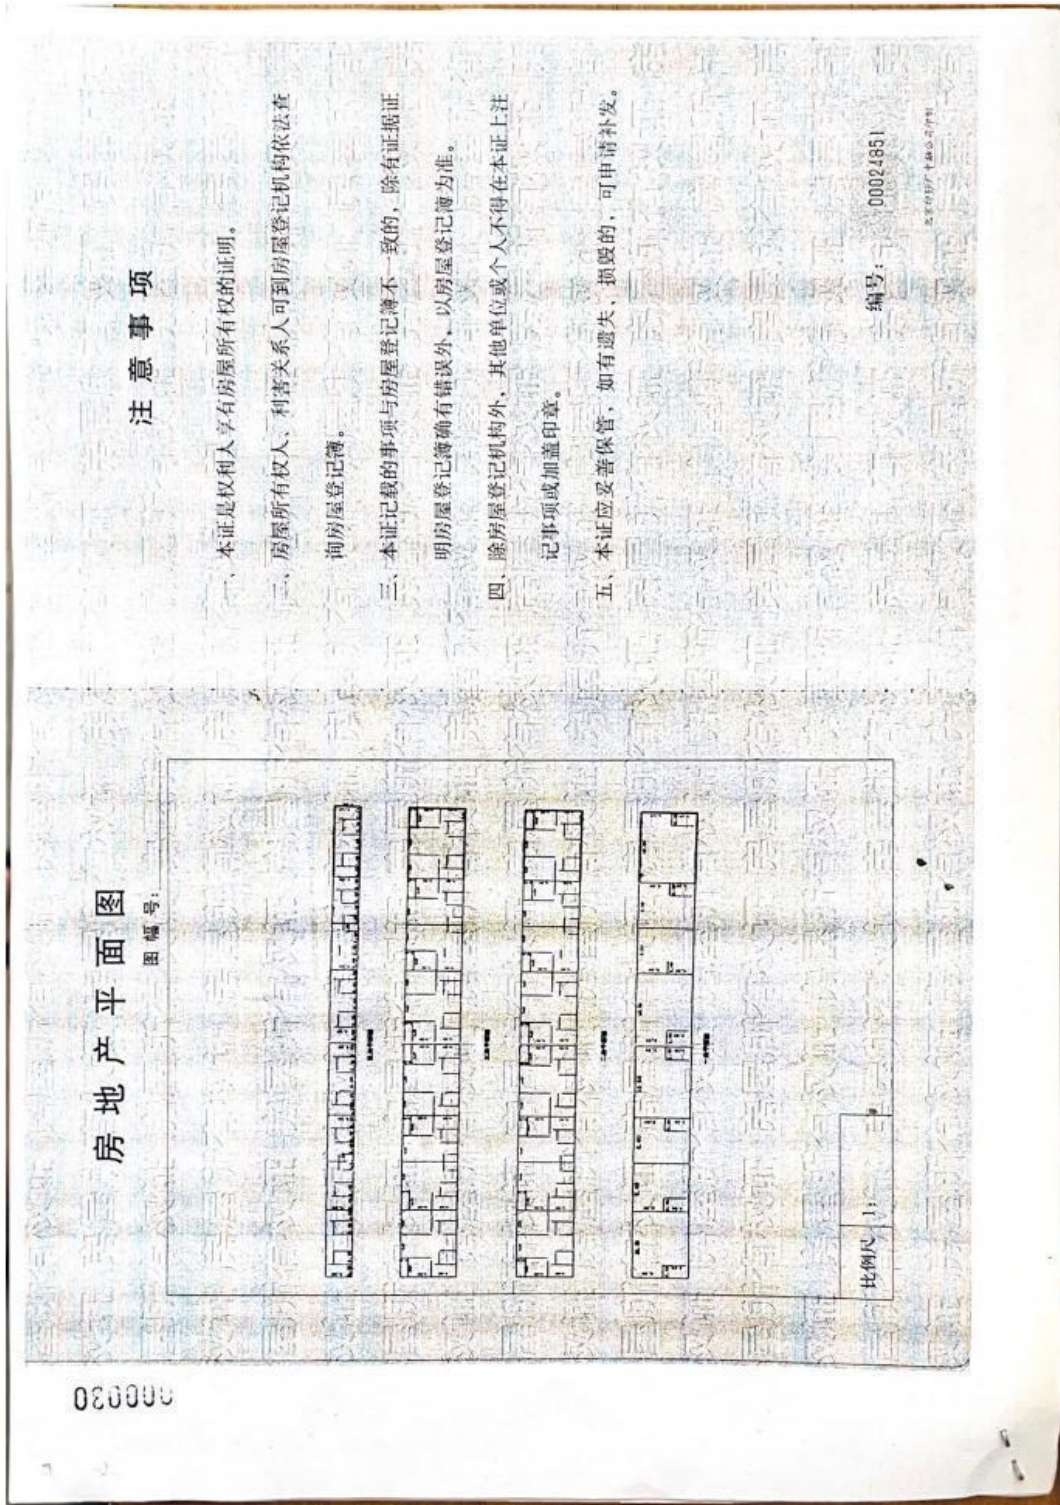 房地产平面图
图幅号:
比例尺 1:
注意事项
一、本证是权利人享有房屋所有权的证明。
二、房屋所有权人、利害关系人可到房屋登记机构依法查
询房屋登记簿。
三、本证记载的事项与房屋登记簿不一致的，除有证据证
明房屋登记簿确有错误外，以房屋登记簿为准。
四、除房屋登记机构外，其他单位或个人不得在本证上注
记事项或加盖印章。
五、本证应妥善保管，如有遗失、损毁的，可申请补发。
编号: 00024851
000030